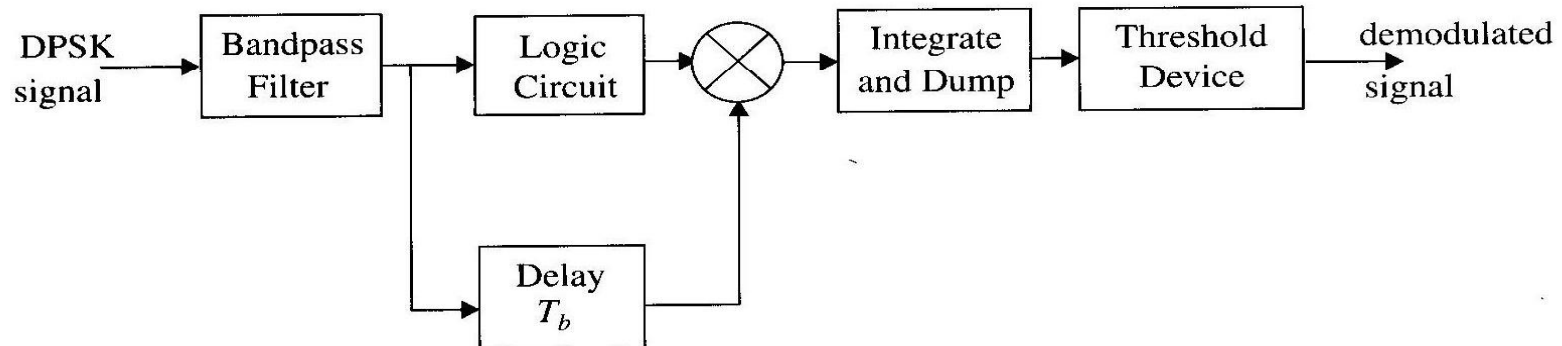 DPSK
signal
Bandpass
Filter
Logic
Circuit
Integrate
and Dump
Threshold
Device
demodulated
signal
Delay
T_b